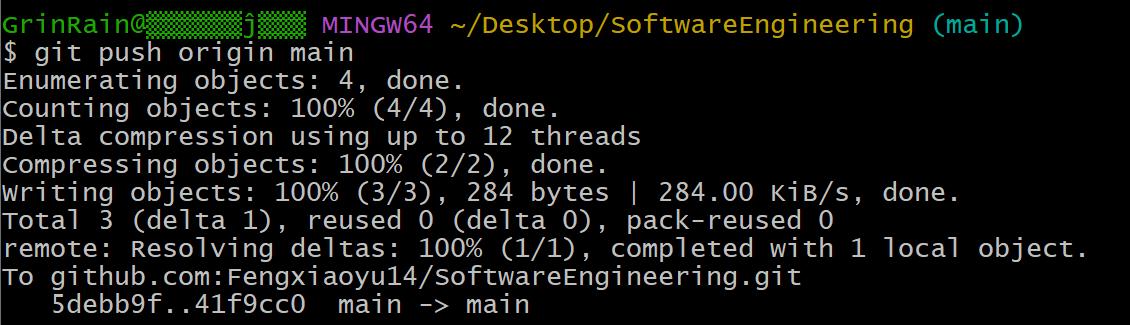 GrinRain@▒▒▒▒▒▒ĵ▒▒▒ MINGW64 ~/Desktop/SoftwareEngineering (main)
$ git push origin main
Enumerating objects: 4, done.
Counting objects: 100% (4/4), done.
Delta compression using up to 12 threads
Compressing objects: 100% (2/2), done.
Writing objects: 100% (3/3), 284 bytes | 284.00 KiB/s, done.
Total 3 (delta 1), reused 0 (delta 0), pack-reused 0
remote: Resolving deltas: 100% (1/1), completed with 1 local object.
To github.com:Fengxiaoyu14/SoftwareEngineering.git
   5debb9f..41f9cc0  main -> main